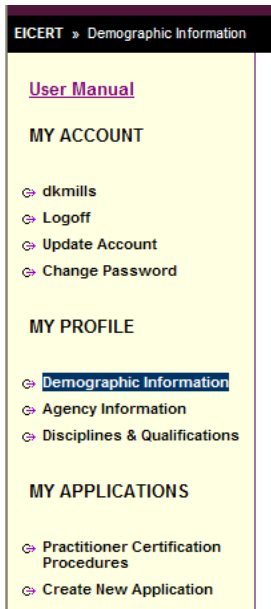 EICERT » Demographic Information
User Manual
MY ACCOUNT
dkmills
Logoff
Update Account
Change Password
MY PROFILE
Demographic Information
Agency Information
Disciplines & Qualifications
MY APPLICATIONS
Practitioner Certification
Procedures
Create New Application